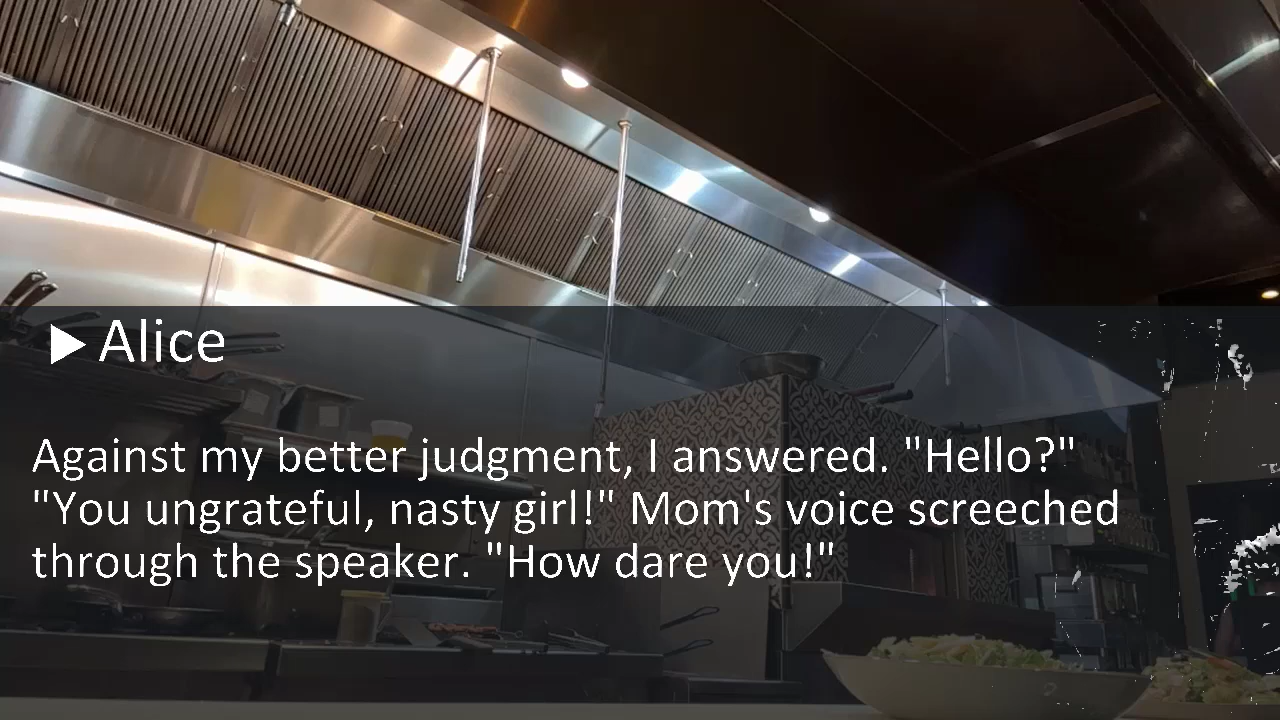 ▶ Alice
Against my better judgment, I answered. "Hello?"
"You ungrateful, nasty girl!" Mom's voice screeched
through the speaker. "How dare you!"